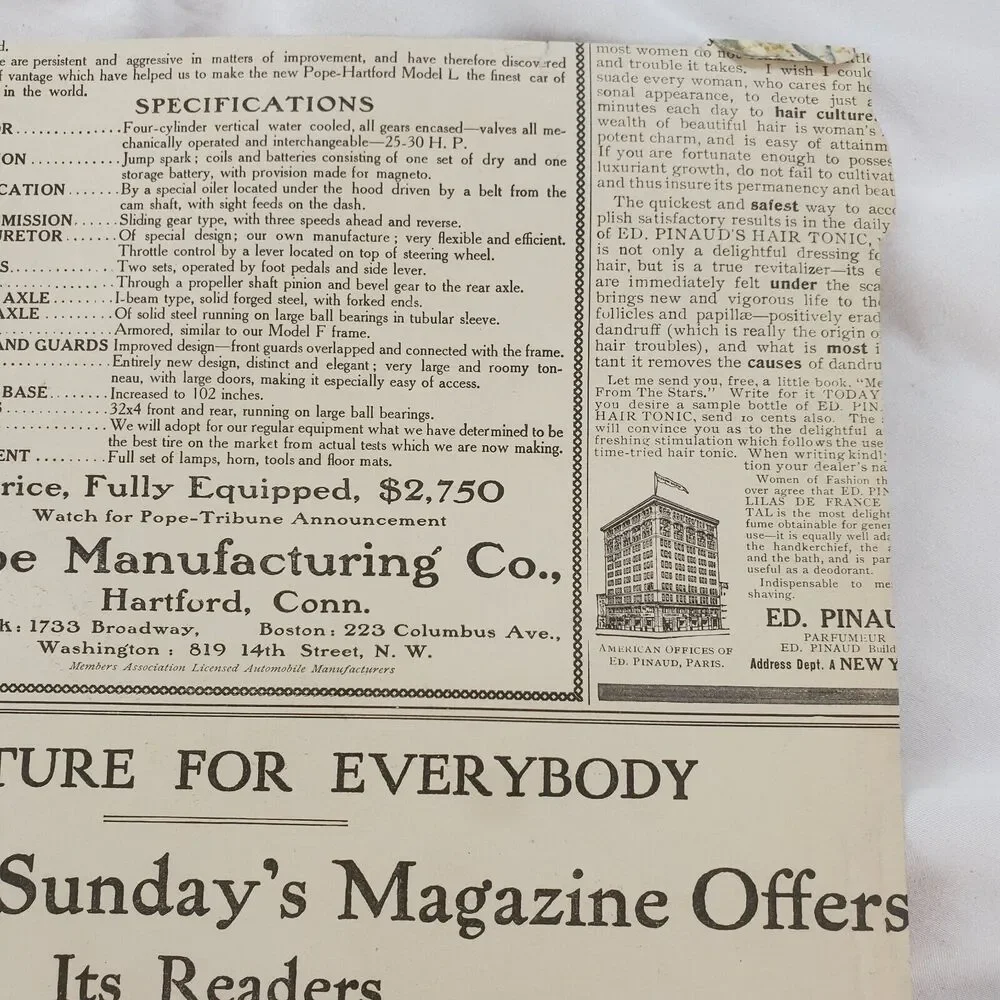 d.
e are persistent and aggressive in matters of improvement, and have therefore discovered
f vantage which have helped us to make the new Pope-Hartford Model L the finest car of
in the world.
SPECIFICATIONS
R.............Four-cylinder vertical water cooled, all gears encased—valves all me-
chanically operated and interchangeable—25-30 H. P.
ION............Jump spark; coils and batteries consisting of one set of dry and one
storage battery, with provision made for magneto.
CATION.......By a special oiler located under the hood driven by a belt from the
cam shaft, with sight feeds on the dash.
MISSION......Sliding gear type, with three speeds ahead and reverse.
URETOR.......Of special design; our own manufacture; very flexible and efficient.
Throttle control by a lever located on top of steering wheel.
S..............Two sets, operated by foot pedals and side lever.
...............Through a propeller shaft pinion and bevel gear to the rear axle.
AXLE........I-beam type, solid forged steel, with forked ends.
AXLE.........Of solid steel running on large ball bearings in tubular sleeve.
...............Armored, similar to our Model F frame.
AND GUARDS Improved design—front guards overlapped and connected with the frame.
...............Entirely new design, distinct and elegant; very large and roomy ton-
neau, with large doors, making it especially easy of access.
BASE........Increased to 102 inches.
S..............32x4 front and rear, running on large ball bearings.
...............We will adopt for our regular equipment what we have determined to be
the best tire on the market from actual tests which we are now making.
ENT.........Full set of lamps, horn, tools and floor mats.
rice, Fully Equipped, $2,750
Watch for Pope-Tribune Announcement
pe Manufacturing Co.,
Hartford, Conn.
k: 1733 Broadway, Boston: 223 Columbus Ave.,
Washington: 819 14th Street, N. W.
Members Association Licensed Automobile Manufacturers
most women do not
and trouble it takes. I wish I could
suade every woman, who cares for he
sonal appearance, to devote just a
minutes each day to hair culture.
wealth of beautiful hair is woman's
potent charm, and is easy of attainm
If you are fortunate enough to posses
luxuriant growth, do not fail to cultivat
and thus insure its permanency and beau
The quickest and safest way to acco
plish satisfactory results is in the daily
of ED. PINAUD'S HAIR TONIC,
is not only a delightful dressing fo
hair, but is a true revitalizer—its e
are immediately felt under the sca
brings new and vigorous life to the
follicles and papillæ—positively erad
dandruff (which is really the origin o
hair troubles), and what is most i
tant it removes the causes of dandru
Let me send you, free, a little book, "Me
From The Stars." Write for it TODAY
you desire a sample bottle of ED. PIN
HAIR TONIC, send 10 cents also. The
will convince you as to the delightful a
freshing stimulation which follows the use
time-tried hair tonic. When writing kindly
tion your dealer's na
Women of Fashion th
over agree that ED. PIN
LILAS DE FRANCE
TAL is the most delight
fume obtainable for gener
use—it is equally well ada
the handkerchief, the a
and the bath, and is par
useful as a deodorant.
Indispensable to me
shaving.
AMERICAN OFFICES OF
ED. PINAUD, PARIS.
ED. PINAU
PARFUMEUR
ED. PINAUD Build
Address Dept. A NEW Y
TURE FOR EVERYBODY
Sunday's Magazine Offers
Its Readers